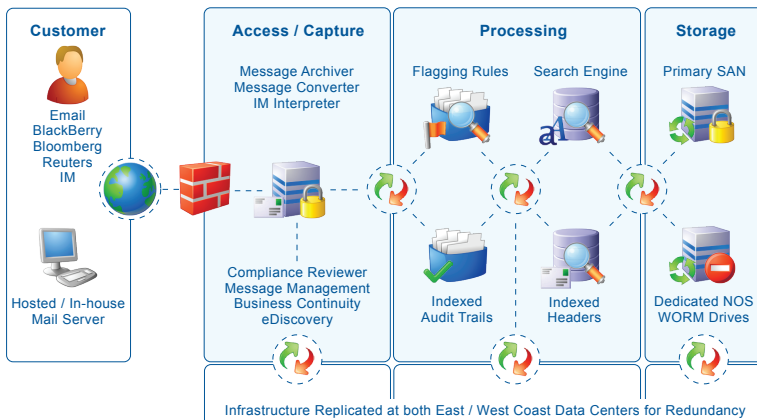 Customer
Email
BlackBerry
Bloomberg
Reuters
IM
Hosted / In-house
Mail Server
Access / Capture
Message Archiver
Message Converter
IM Interpreter
Compliance Reviewer
Message Management
Business Continuity
eDiscovery
Processing
Flagging Rules
Search Engine
aA
Indexed
Audit Trails
Indexed
Headers
Storage
Primary SAN
Dedicated NOS
WORM Drives
Infrastructure Replicated at both East / West Coast Data Centers for Redundancy